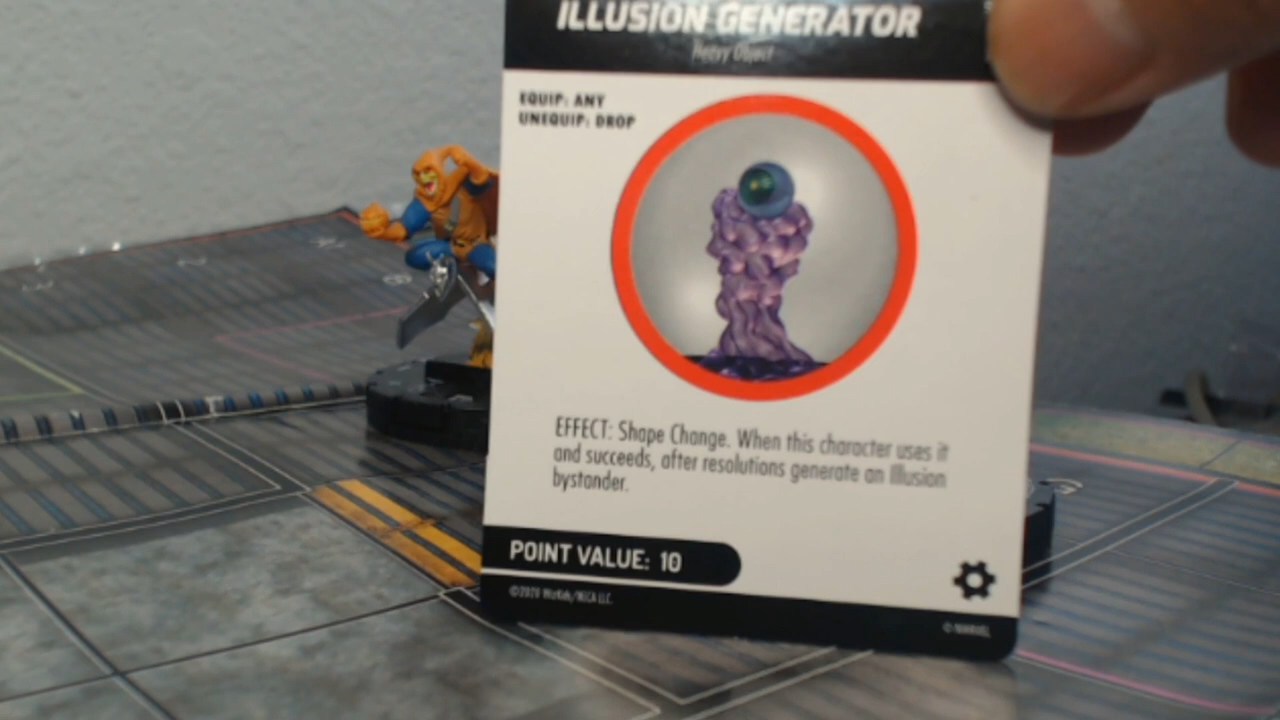 ILLUSION GENERATOR
Heavy Object
EQUIP: ANY
UNEQUIP: DROP
EFFECT: Shape Change. When this character uses it
and succeeds, after resolutions generate an Illusion
bystander.
POINT VALUE: 10
©2020 WizKids/NECA LLC.
© MARVEL